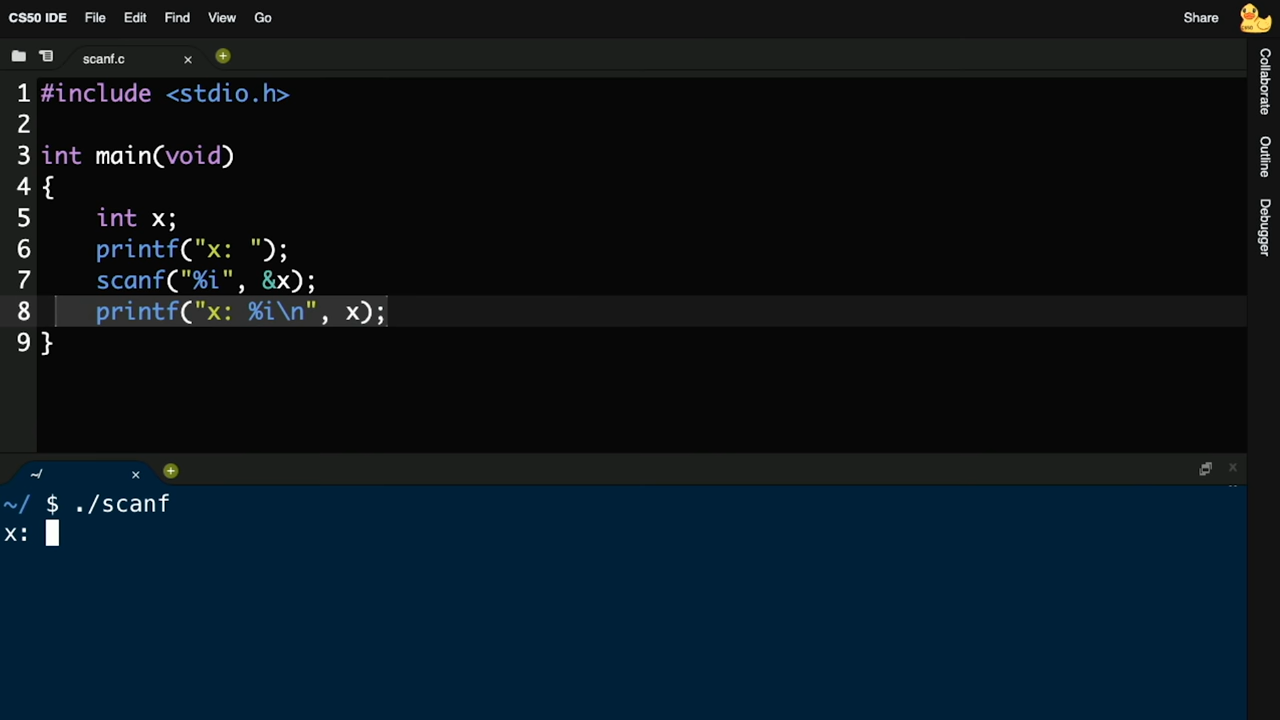 CS50 IDE File Edit Find View Go Share
scanf.c
1 #include <stdio.h>
2
3 int main(void)
4 {
5     int x;
6     printf("x: ");
7     scanf("%i", &x);
8     printf("x: %i\n", x);
9 }
Collaborate
Outline
Debugger
~/
~/ $ ./scanf
x: